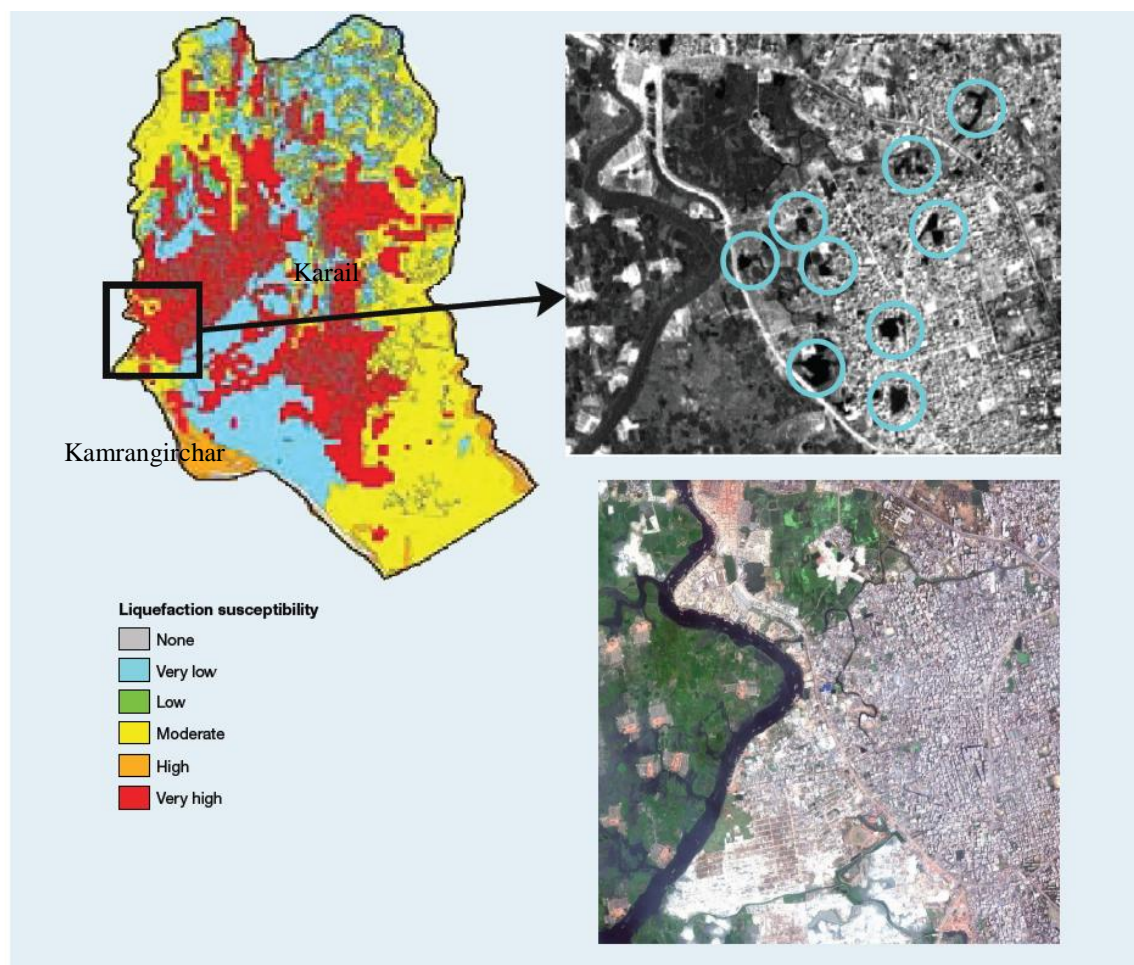 Karail
Kamrangirchar
Liquefaction susceptibility
None
Very low
Low
Moderate
High
Very high